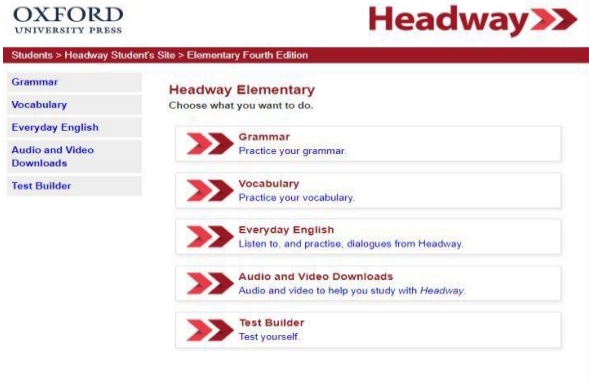 OXFORD
UNIVERSITY PRESS
Headway
Students > Headway Student's Site > Elementary Fourth Edition
Grammar
Vocabulary
Everyday English
Audio and Video
Downloads
Test Builder
Headway Elementary
Choose what you want to do.
Grammar
Practice your grammar.
Vocabulary
Practice your vocabulary.
Everyday English
Listen to, and practise, dialogues from Headway.
Audio and Video Downloads
Audio and video to help you study with Headway.
Test Builder
Test yourself.